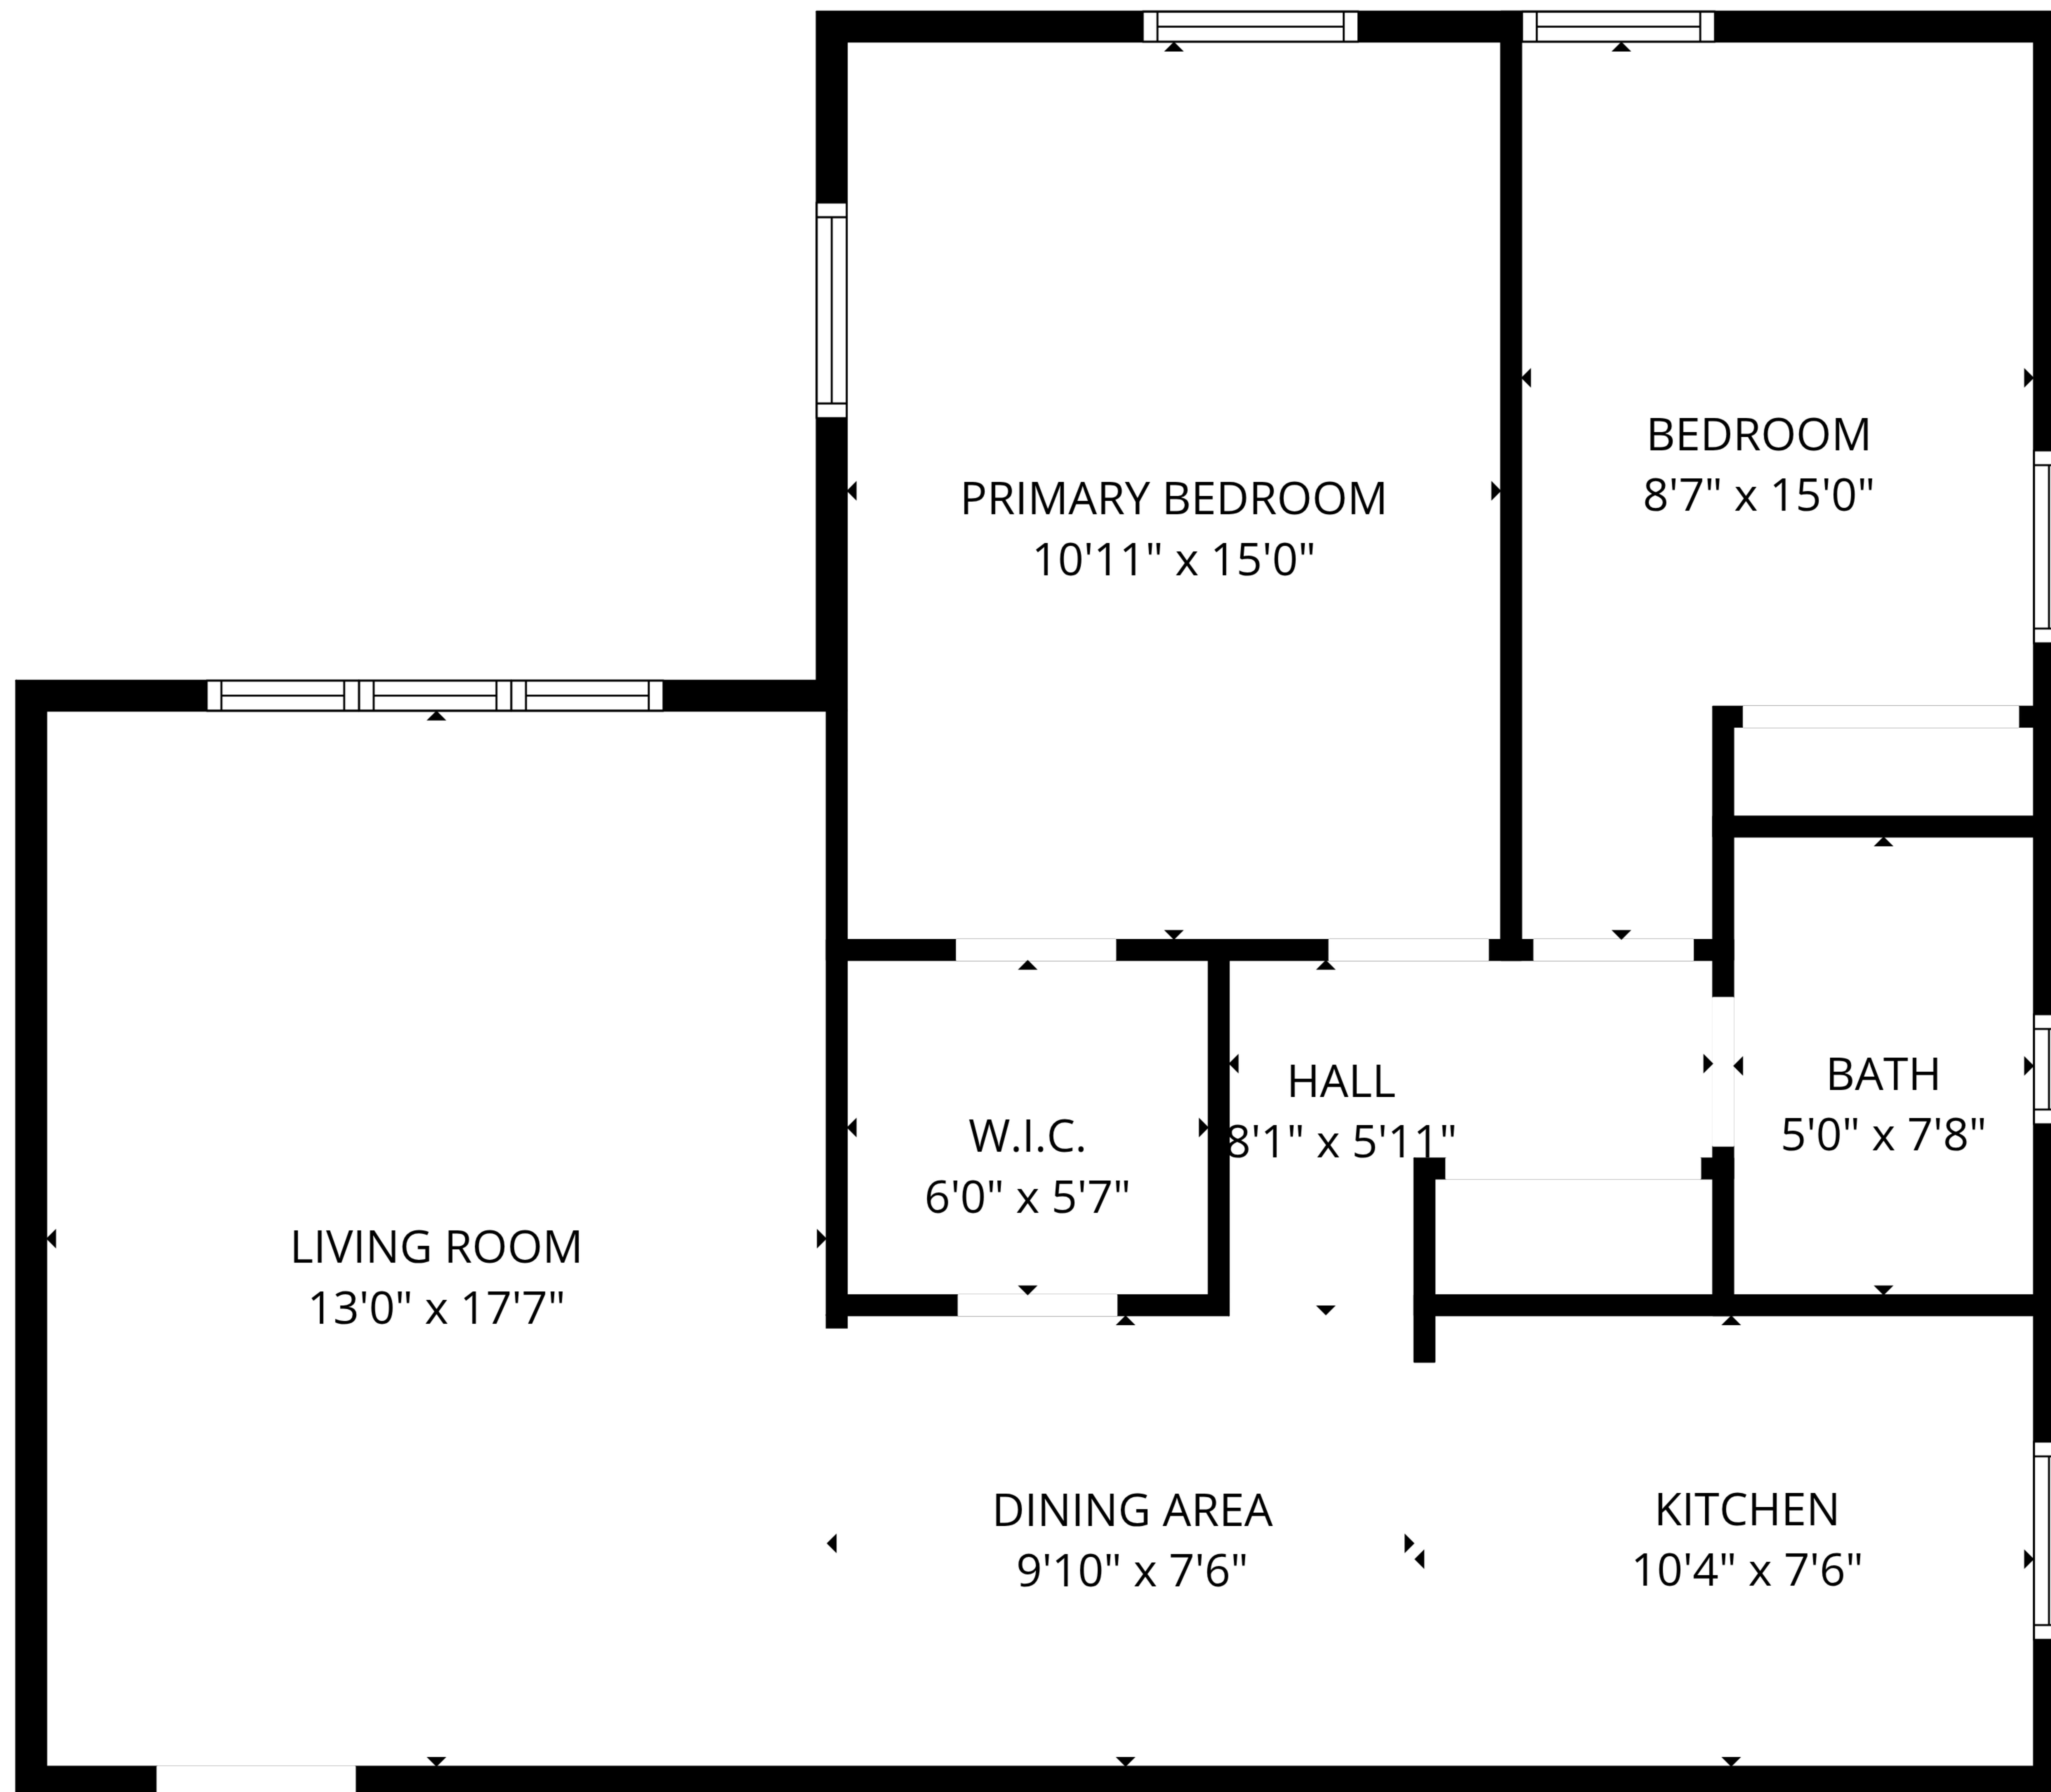 BEDROOM
8'7" x 15'0"
PRIMARY BEDROOM
10'11" x 15'0"
HALL
8'1" x 5'11"
BATH
5'0" x 7'8"
W.I.C.
6'0" x 5'7"
LIVING ROOM
13'0" x 17'7"
DINING AREA
9'10" x 7'6"
KITCHEN
10'4" x 7'6"